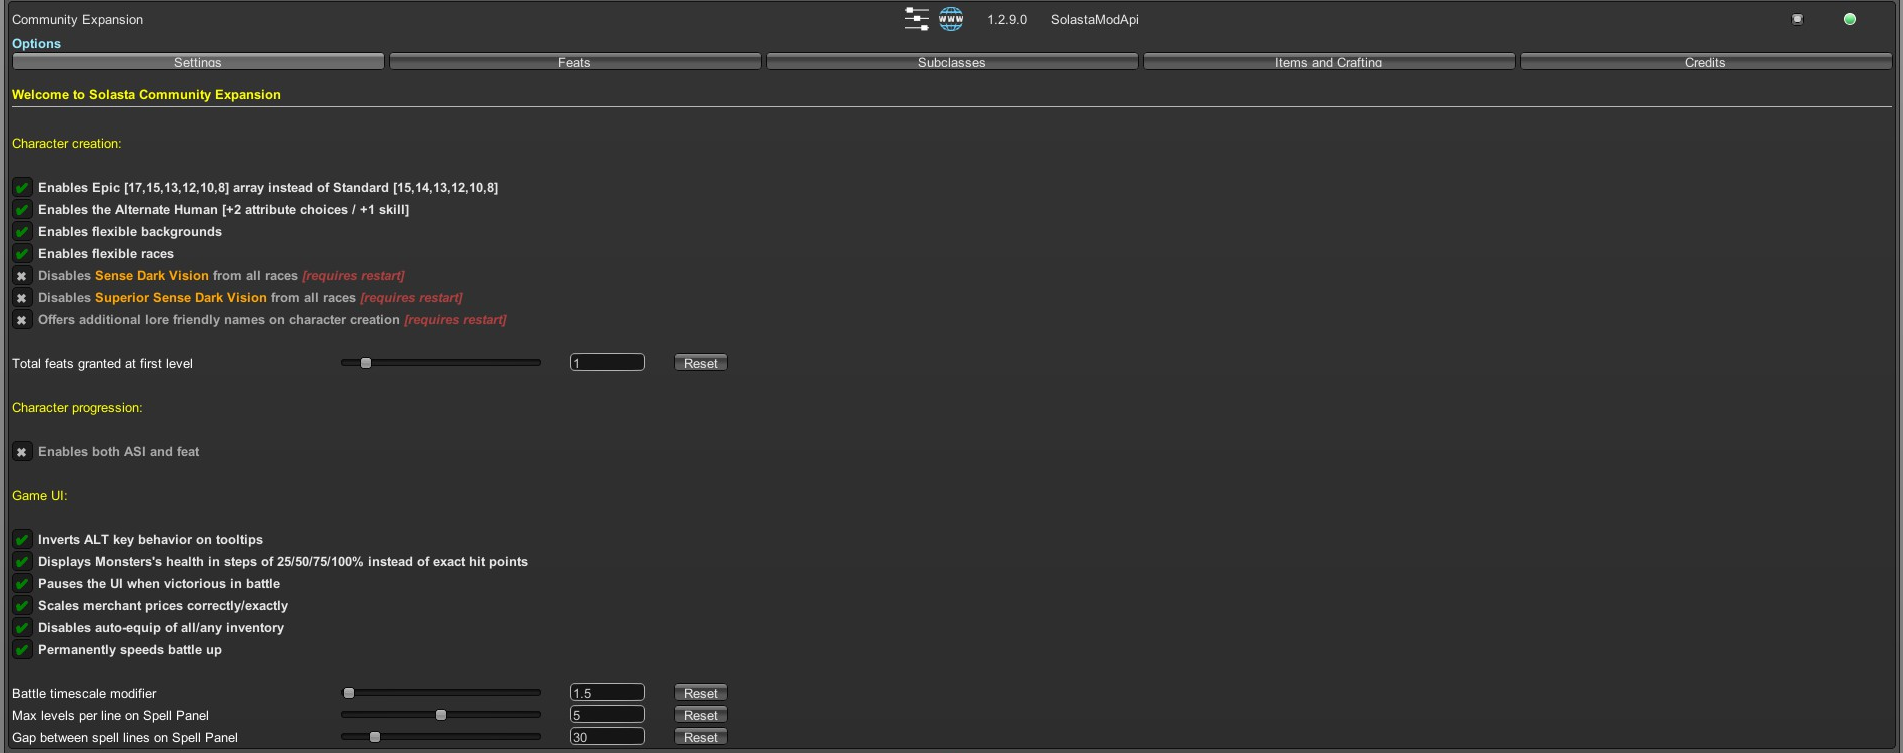 Community Expansion www 1.2.9.0 SolastaModApi
Options
Settings Feats Subclasses Items and Crafting Credits
Welcome to Solasta Community Expansion
Character creation:
Enables Epic [17,15,13,12,10,8] array instead of Standard [15,14,13,12,10,8]
Enables the Alternate Human [+2 attribute choices / +1 skill]
Enables flexible backgrounds
Enables flexible races
Disables Sense Dark Vision from all races [requires restart]
Disables Superior Sense Dark Vision from all races [requires restart]
Offers additional lore friendly names on character creation [requires restart]
Total feats granted at first level 1 Reset
Character progression:
Enables both ASI and feat
Game UI:
Inverts ALT key behavior on tooltips
Displays Monsters's health in steps of 25/50/75/100% instead of exact hit points
Pauses the UI when victorious in battle
Scales merchant prices correctly/exactly
Disables auto-equip of all/any inventory
Permanently speeds battle up
Battle timescale modifier 1.5 Reset
Max levels per line on Spell Panel 5 Reset
Gap between spell lines on Spell Panel 30 Reset